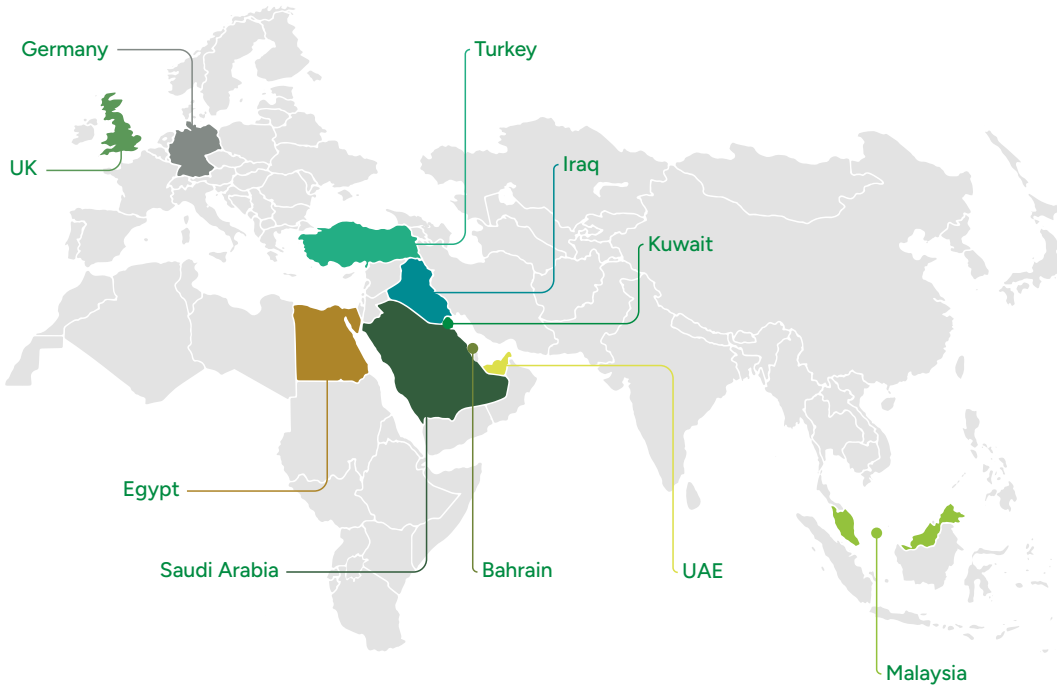 Germany
Turkey
UK
Iraq
Kuwait
Egypt
Saudi Arabia
Bahrain
UAE
Malaysia